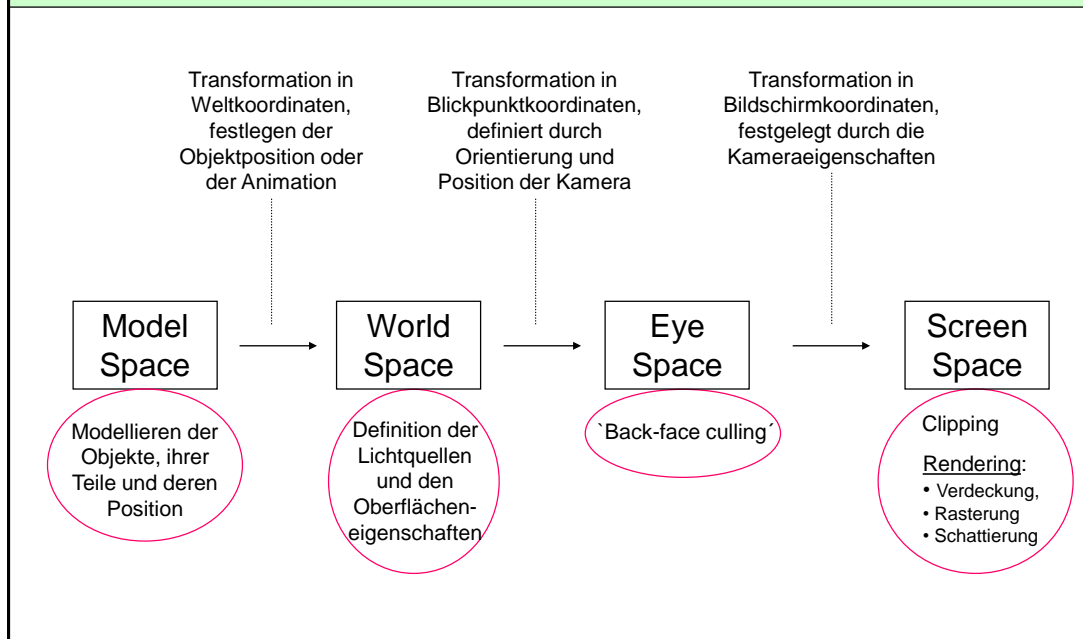 Transformation in
Weltkoordinaten,
festlegen der
Objektposition oder
der Animation
Transformation in
Blickpunktkoordinaten,
definiert durch
Orientierung und
Position der Kamera
Transformation in
Bildschirmkoordinaten,
festgelegt durch die
Kameraeigenschaften
Model
Space
World
Space
Eye
Space
Screen
Space
Modellieren der
Objekte, ihrer
Teile und deren
Position
Definition der
Lichtquellen
und den
Oberflächen-
eigenschaften
`Back-face culling´
Clipping
Rendering:
• Verdeckung,
• Rasterung
• Schattierung